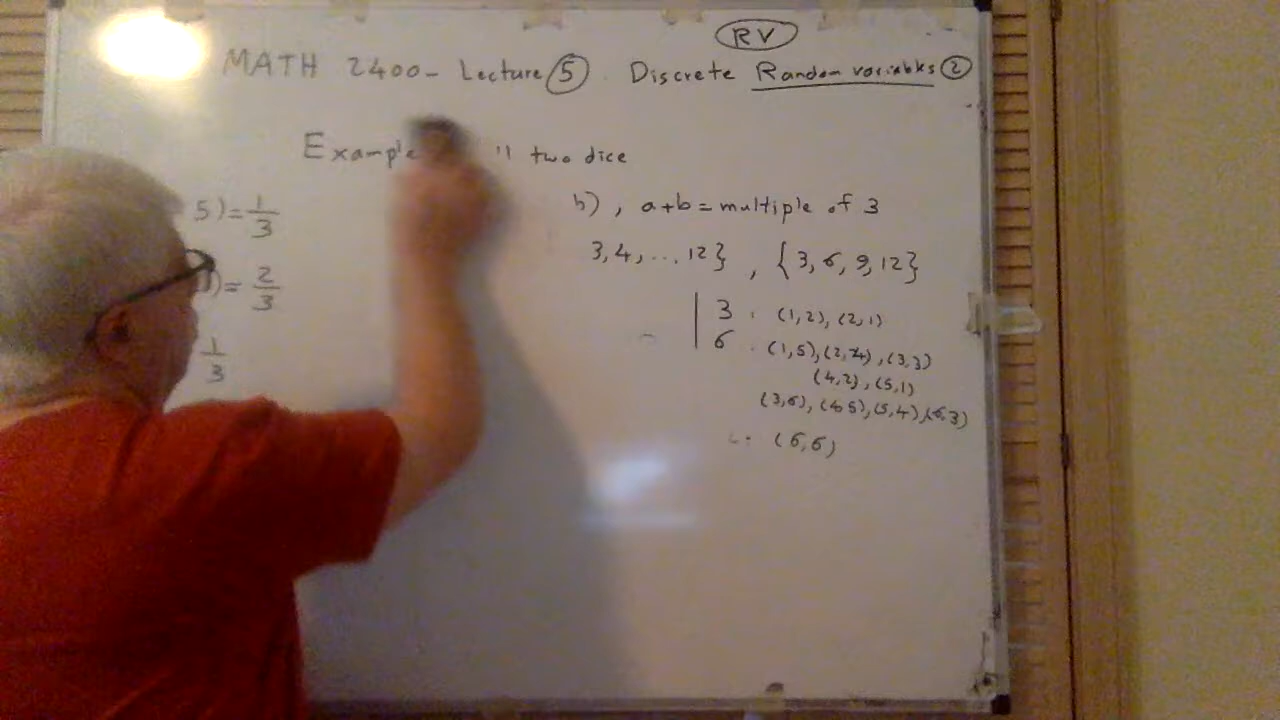 RV
MATH 2400- Lecture 5. Discrete Random variables 2
Example two dice
5) = 1/3
b), a+b = multiple of 3
3,4,...,12}, {3,6,9,12}
) = 2/3
3 : (1,2), (2,1)
1/3
6 : (1,5), (2,4), (3,3)
(4,2), (5,1)
(3,6), (4,5), (5,4), (6,3)
: (6,6)